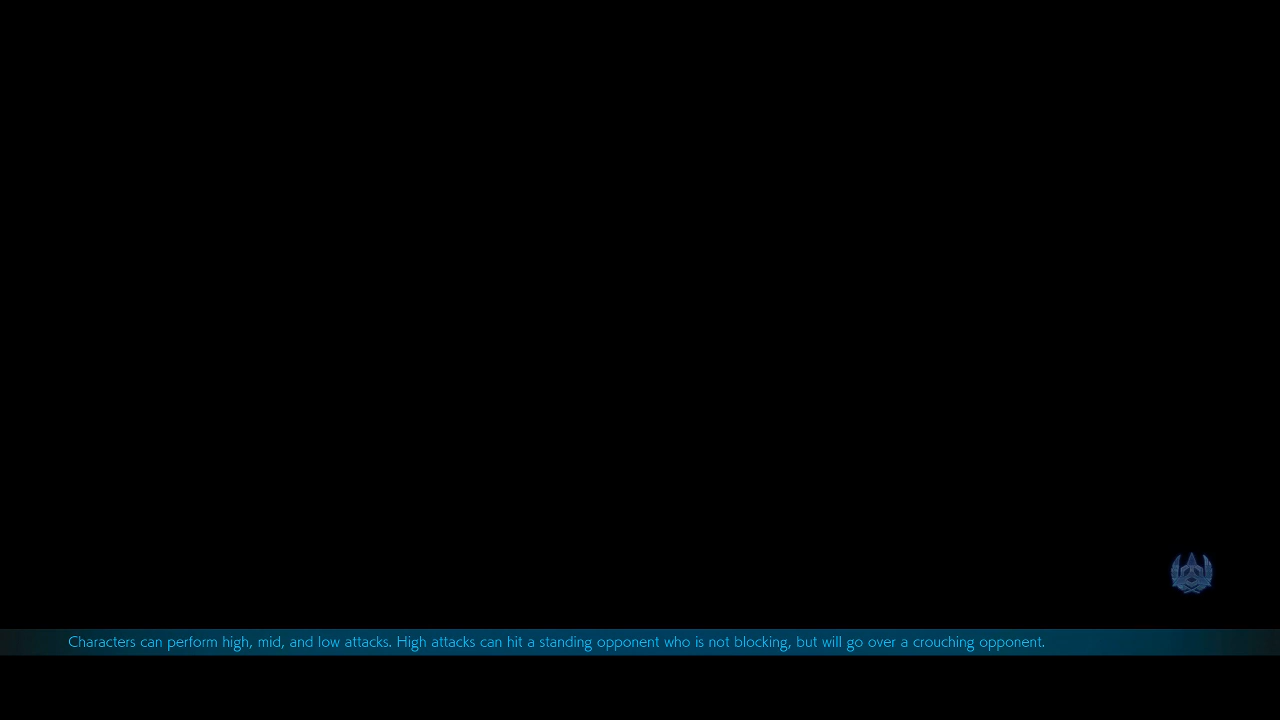 Characters can perform high, mid, and low attacks. High attacks can hit a standing opponent who is not blocking, but will go over a crouching opponent.